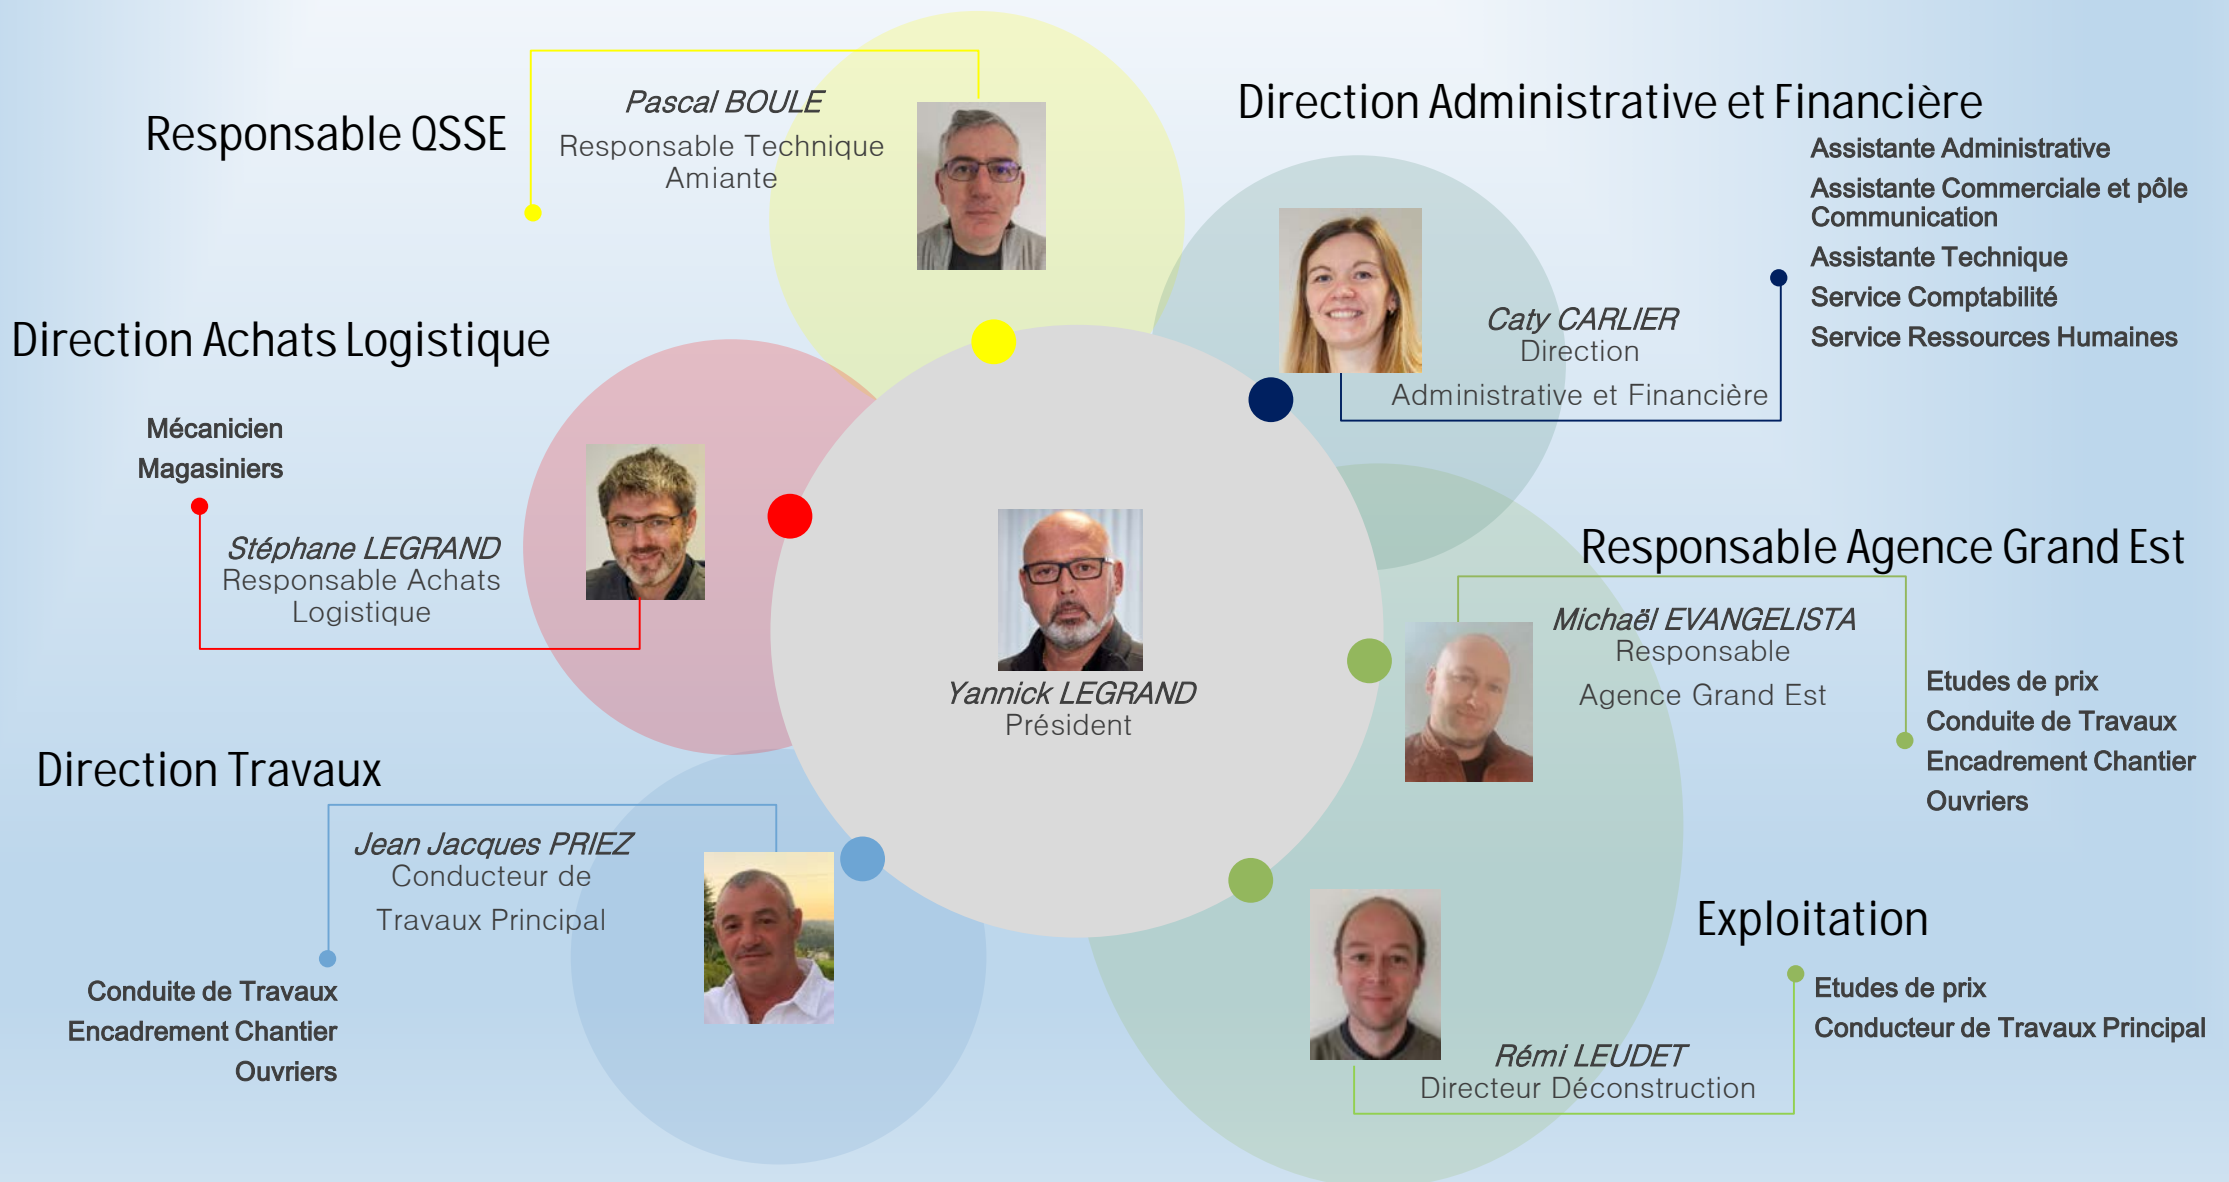 Responsable QSSE
Pascal BOULE
Responsable Technique
Amiante
Direction Administrative et Financière
Assistante Administrative
Assistante Commerciale et pôle
Communication
Assistante Technique
Service Comptabilité
Service Ressources Humaines
Caty CARLIER
Direction
Administrative et Financière
Direction Achats Logistique
Mécanicien
Magasiniers
Stéphane LEGRAND
Responsable Achats
Logistique
Yannick LEGRAND
Président
Responsable Agence Grand Est
Michaël EVANGELISTA
Responsable
Agence Grand Est
Etudes de prix
Conduite de Travaux
Encadrement Chantier
Ouvriers
Direction Travaux
Jean Jacques PRIEZ
Conducteur de
Travaux Principal
Conduite de Travaux
Encadrement Chantier
Ouvriers
Exploitation
Etudes de prix
Conducteur de Travaux Principal
Rémi LEUDET
Directeur Déconstruction